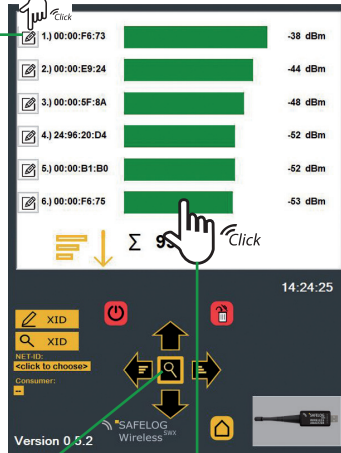 Click
1.) 00:00:F6:73 -38 dBm
2.) 00:00:E9:24 -44 dBm
3.) 00:00:5F:8A -48 dBm
4.) 24:96:20:D4 -52 dBm
5.) 00:00:B1:B0 -52 dBm
6.) 00:00:F6:75 -53 dBm
Σ
Click
14:24:25
XID
XID
NET-ID:
<click to choose>
Consumer:
--
SAFELOG
Wireless SWX
Version 0.5.2
SAFELOG